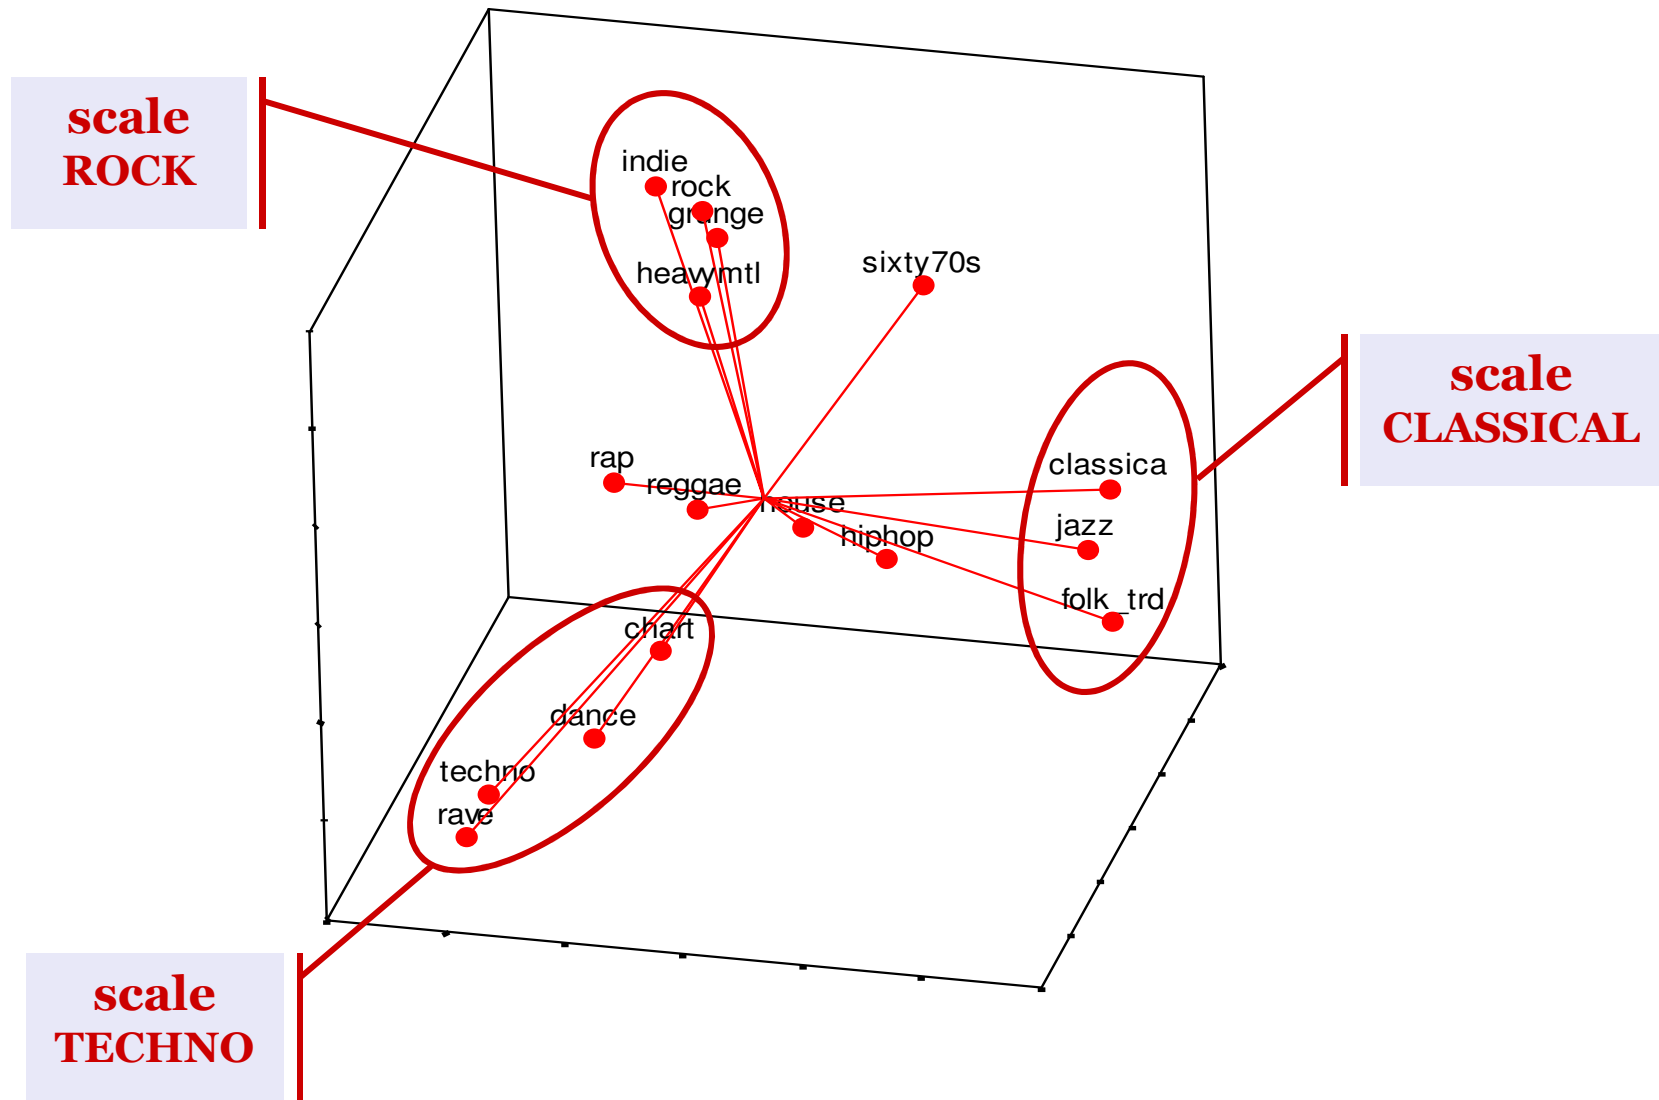 scale
ROCK
indie
rock
grunge
heavymtl
sixty70s
scale
CLASSICAL
rap
reggae
house
hiphop
classica
jazz
folk_trd
chart
dance
techno
rave
scale
TECHNO